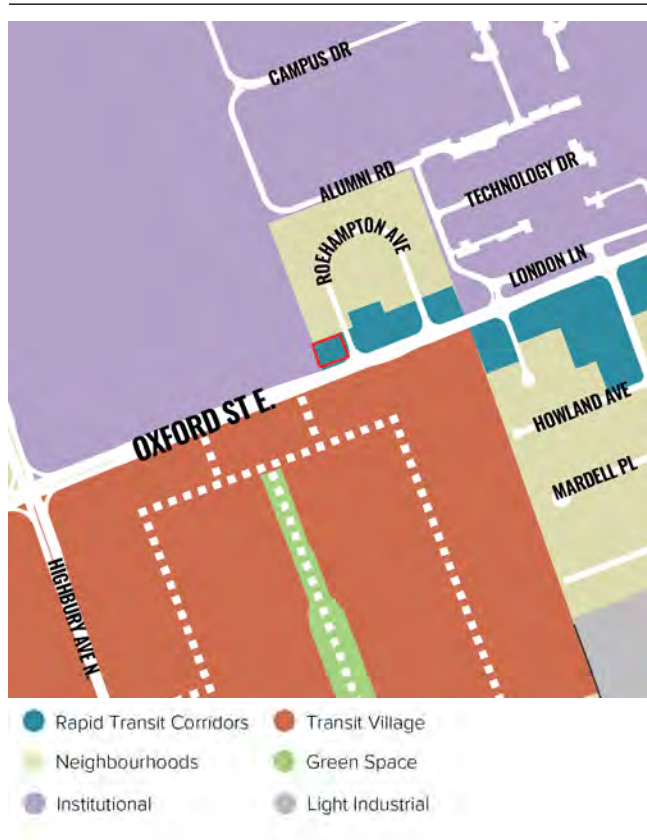 CAMPUS DR
ALUMNI RD
TECHNOLOGY DR
ROEHAMPTON AVE
LONDON LN
OXFORD ST E.
HOWLAND AVE
MARDELL PL
HIGHBURY AVE N.
Rapid Transit Corridors
Transit Village
Neighbourhoods
Green Space
Institutional
Light Industrial